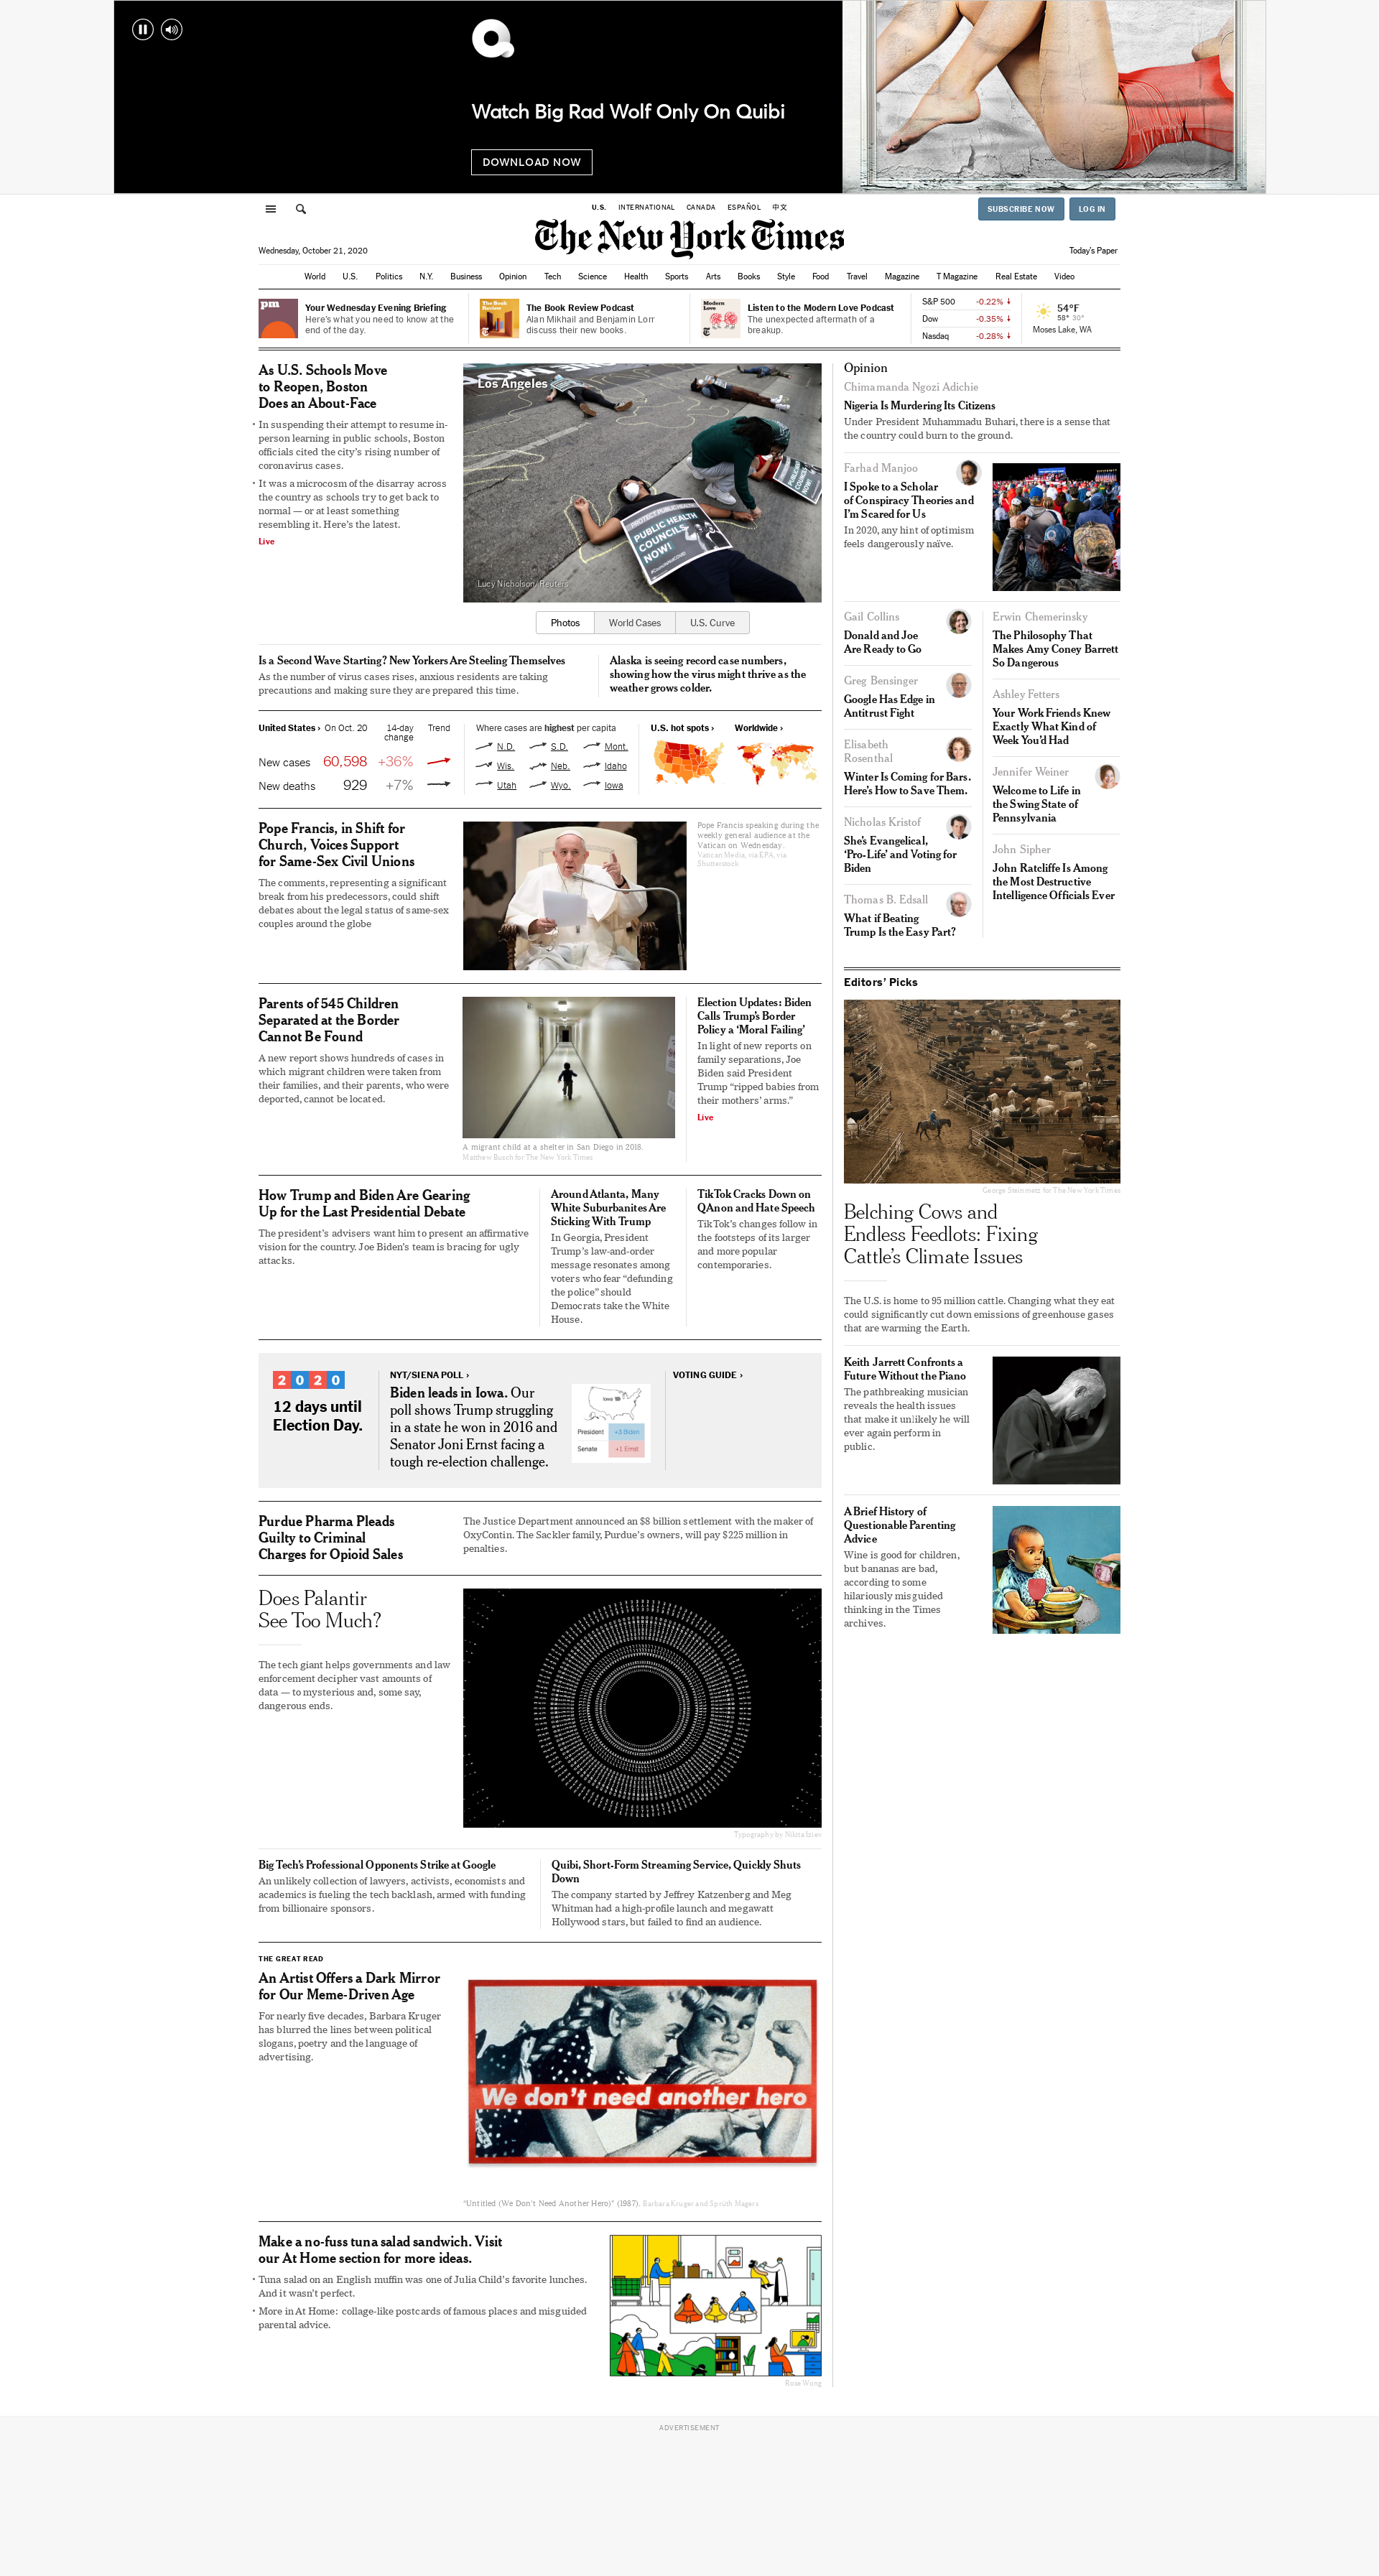 Watch Big Rad Wolf Only On Quibi
DOWNLOAD NOW
U.S. INTERNATIONAL CANADA ESPAÑOL 中文
SUBSCRIBE NOW LOG IN
The New York Times
Wednesday, October 21, 2020
Today's Paper
World U.S. Politics N.Y. Business Opinion Tech Science Health Sports Arts Books Style Food Travel Magazine T Magazine Real Estate Video
pm
Your Wednesday Evening Briefing
Here's what you need to know at the
end of the day.
The Book Review
The Book Review Podcast
Alan Mikhail and Benjamin Lorr
discuss their new books.
Modern Love
Listen to the Modern Love Podcast
The unexpected aftermath of a
breakup.
S&P 500 -0.22% ↓
Dow -0.35% ↓
Nasdaq -0.28% ↓
54°F
58° 30°
Moses Lake, WA
As U.S. Schools Move
to Reopen, Boston
Does an About-Face
• In suspending their attempt to resume in-
person learning in public schools, Boston
officials cited the city's rising number of
coronavirus cases.
• It was a microcosm of the disarray across
the country as schools try to get back to
normal — or at least something
resembling it. Here's the latest.
Live
Los Angeles
PUBLIC HEALTH
COUNCILS
NOW!
Lucy Nicholson/Reuters
Photos World Cases U.S. Curve
Is a Second Wave Starting? New Yorkers Are Steeling Themselves
As the number of virus cases rises, anxious residents are taking
precautions and making sure they are prepared this time.
Alaska is seeing record case numbers,
showing how the virus might thrive as the
weather grows colder.
United States › On Oct. 20 14-day
change Trend
New cases 60,598 +36%
New deaths 929 +7%
Where cases are highest per capita
N.D. S.D. Mont.
Wis. Neb. Idaho
Utah Wyo. Iowa
U.S. hot spots › Worldwide ›
Pope Francis, in Shift for
Church, Voices Support
for Same-Sex Civil Unions
The comments, representing a significant
break from his predecessors, could shift
debates about the legal status of same-sex
couples around the globe
Pope Francis speaking during the
weekly general audience at the
Vatican on Wednesday.
Vatican Media, via EPA, via
Shutterstock
Parents of 545 Children
Separated at the Border
Cannot Be Found
A new report shows hundreds of cases in
which migrant children were taken from
their families, and their parents, who were
deported, cannot be located.
A migrant child at a shelter in San Diego in 2018.
Matthew Busch for The New York Times
Election Updates: Biden
Calls Trump's Border
Policy a 'Moral Failing'
In light of new reports on
family separations, Joe
Biden said President
Trump “ripped babies from
their mothers' arms.”
Live
How Trump and Biden Are Gearing
Up for the Last Presidential Debate
The president's advisers want him to present an affirmative
vision for the country. Joe Biden's team is bracing for ugly
attacks.
Around Atlanta, Many
White Suburbanites Are
Sticking With Trump
In Georgia, President
Trump's law-and-order
message resonates among
voters who fear “defunding
the police” should
Democrats take the White
House.
TikTok Cracks Down on
QAnon and Hate Speech
TikTok's changes follow in
the footsteps of its larger
and more popular
contemporaries.
2020
12 days until
Election Day.
NYT/SIENA POLL ›
Biden leads in Iowa. Our
poll shows Trump struggling
in a state he won in 2016 and
Senator Joni Ernst facing a
tough re-election challenge.
Iowa
President +3 Biden
Senate +1 Ernst
VOTING GUIDE ›
Purdue Pharma Pleads
Guilty to Criminal
Charges for Opioid Sales
The Justice Department announced an $8 billion settlement with the maker of
OxyContin. The Sackler family, Purdue's owners, will pay $225 million in
penalties.
Does Palantir
See Too Much?
The tech giant helps governments and law
enforcement decipher vast amounts of
data — to mysterious and, some say,
dangerous ends.
Typography by Nikita Iziev
Big Tech's Professional Opponents Strike at Google
An unlikely collection of lawyers, activists, economists and
academics is fueling the tech backlash, armed with funding
from billionaire sponsors.
Quibi, Short-Form Streaming Service, Quickly Shuts
Down
The company started by Jeffrey Katzenberg and Meg
Whitman had a high-profile launch and megawatt
Hollywood stars, but failed to find an audience.
THE GREAT READ
An Artist Offers a Dark Mirror
for Our Meme-Driven Age
For nearly five decades, Barbara Kruger
has blurred the lines between political
slogans, poetry and the language of
advertising.
We don't need another hero
“Untitled (We Don't Need Another Hero)” (1987). Barbara Kruger and Sprüth Magers
Make a no-fuss tuna salad sandwich. Visit
our At Home section for more ideas.
• Tuna salad on an English muffin was one of Julia Child's favorite lunches.
And it wasn't perfect.
• More in At Home: collage-like postcards of famous places and misguided
parental advice.
Rose Wong
Opinion
Chimamanda Ngozi Adichie
Nigeria Is Murdering Its Citizens
Under President Muhammadu Buhari, there is a sense that
the country could burn to the ground.
Farhad Manjoo
I Spoke to a Scholar
of Conspiracy Theories and
I'm Scared for Us
In 2020, any hint of optimism
feels dangerously naïve.
Gail Collins
Donald and Joe
Are Ready to Go
Greg Bensinger
Google Has Edge in
Antitrust Fight
Elisabeth
Rosenthal
Winter Is Coming for Bars.
Here's How to Save Them.
Nicholas Kristof
She's Evangelical,
'Pro-Life' and Voting for
Biden
Thomas B. Edsall
What if Beating
Trump Is the Easy Part?
Erwin Chemerinsky
The Philosophy That
Makes Amy Coney Barrett
So Dangerous
Ashley Fetters
Your Work Friends Knew
Exactly What Kind of
Week You'd Had
Jennifer Weiner
Welcome to Life in
the Swing State of
Pennsylvania
John Sipher
John Ratcliffe Is Among
the Most Destructive
Intelligence Officials Ever
Editors' Picks
George Steinmetz for The New York Times
Belching Cows and
Endless Feedlots: Fixing
Cattle's Climate Issues
The U.S. is home to 95 million cattle. Changing what they eat
could significantly cut down emissions of greenhouse gases
that are warming the Earth.
Keith Jarrett Confronts a
Future Without the Piano
The pathbreaking musician
reveals the health issues
that make it unlikely he will
ever again perform in
public.
A Brief History of
Questionable Parenting
Advice
Wine is good for children,
but bananas are bad,
according to some
hilariously misguided
thinking in the Times
archives.
ADVERTISEMENT